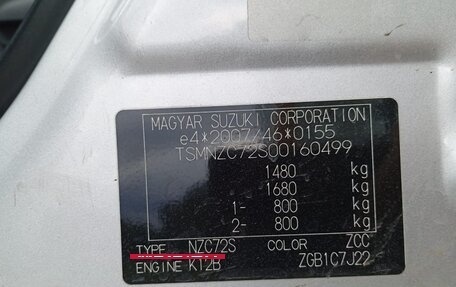 MAGYAR SUZUKI CORPORATION
e4*2007/46*0155
TSMNZC72S00160499
1480 kg
1680 kg
1- 800 kg
2- 800 kg
TYPE NZC72S COLOR ZCC
ENGINE K12B ZGB1C7J22